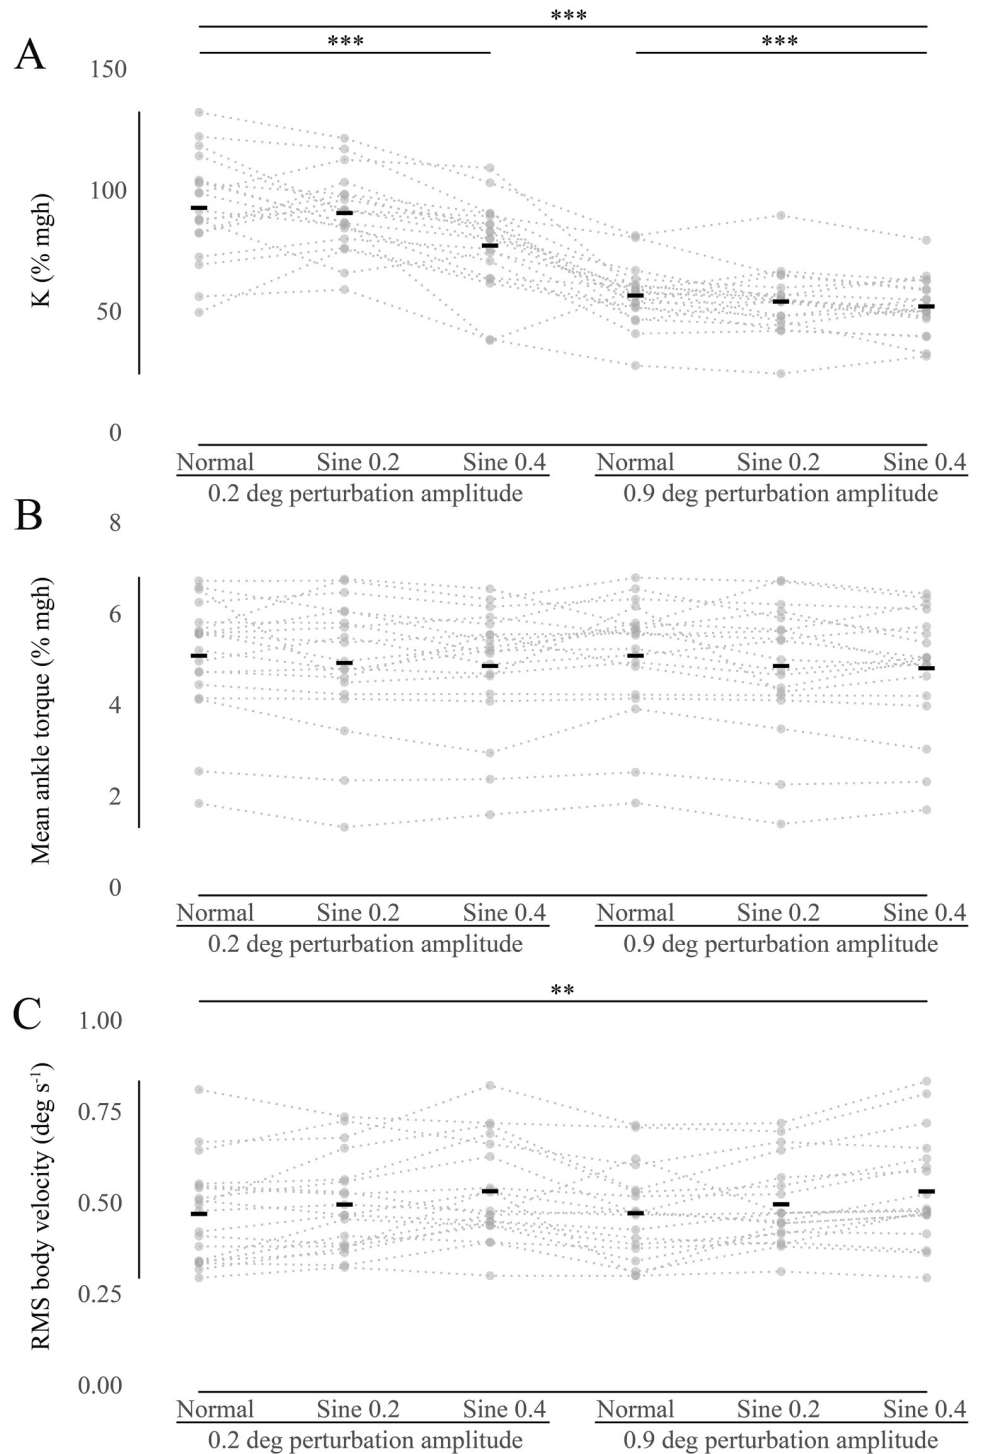 ***
*** ***
A
150
100
50
0
K (% mgh)
Normal Sine 0.2 Sine 0.4 Normal Sine 0.2 Sine 0.4
0.2 deg perturbation amplitude 0.9 deg perturbation amplitude
B
8
6
4
2
0
Mean ankle torque (% mgh)
Normal Sine 0.2 Sine 0.4 Normal Sine 0.2 Sine 0.4
0.2 deg perturbation amplitude 0.9 deg perturbation amplitude
**
C
1.00
0.75
0.50
0.25
0.00
RMS body velocity (deg s⁻¹)
Normal Sine 0.2 Sine 0.4 Normal Sine 0.2 Sine 0.4
0.2 deg perturbation amplitude 0.9 deg perturbation amplitude